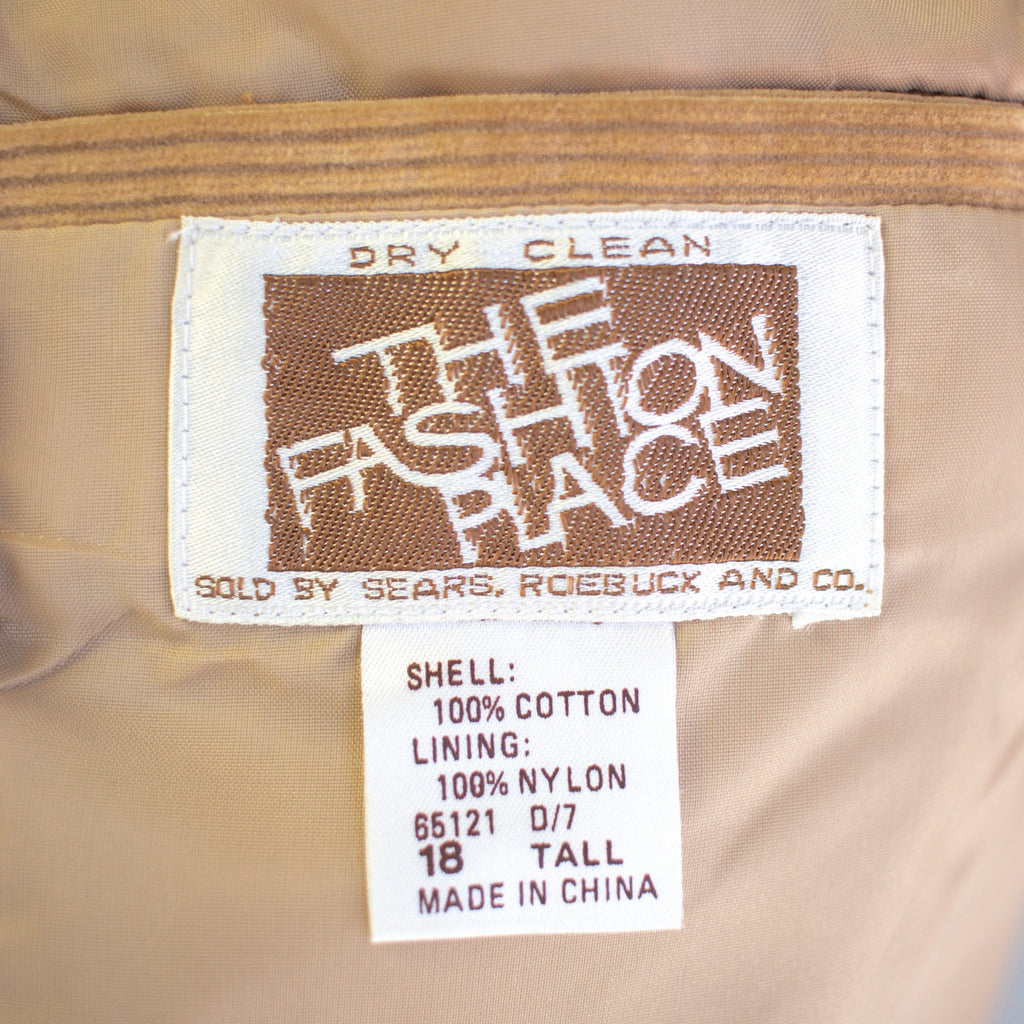 DRY CLEAN
THE
FASHION
PLACE
SOLD BY SEARS, ROEBUCK AND CO.
SHELL:
100% COTTON
LINING:
100% NYLON
65121 D/7
18 TALL
MADE IN CHINA